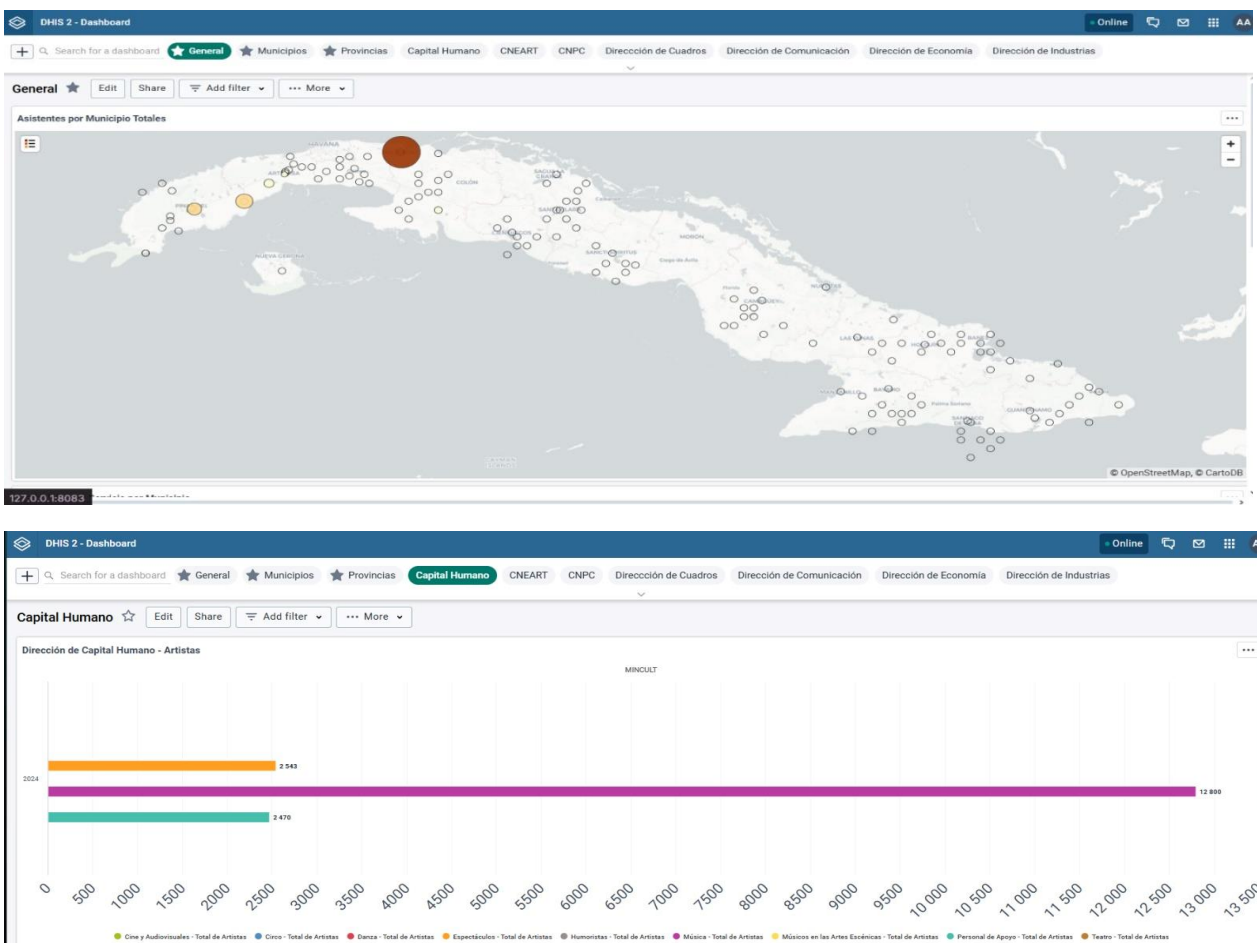 DHIS 2 - Dashboard
Online
AA
+ Search for a dashboard General Municipios Provincias Capital Humano CNEART CNPC Direccción de Cuadros Dirección de Comunicación Dirección de Economía Dirección de Industrias
General Edit Share Add filter ••• More
Asistentes por Municipio Totales
+
−
HAVANA
COLÓN
NUEVA GERONA
MORÓN
Ciego de Ávila
LAS TUNAS
Palma Soriano
© OpenStreetMap, © CartoDB
127.0.0.1:8083
DHIS 2 - Dashboard
Online
+ Search for a dashboard General Municipios Provincias Capital Humano CNEART CNPC Direccción de Cuadros Dirección de Comunicación Dirección de Economía Dirección de Industrias
Capital Humano Edit Share Add filter ••• More
Dirección de Capital Humano - Artistas
MINCULT
2 543
2024
12 800
2 470
0 500 1000 1500 2000 2500 3000 3500 4000 4500 5000 5500 6000 6500 7000 7500 8000 8500 9000 9500 10 000 10 500 11 000 11 500 12 000 12 500 13 000 13 500
Cine y Audiovisuales - Total de Artistas Circo - Total de Artistas Danza - Total de Artistas Espectáculos - Total de Artistas Humoristas - Total de Artistas Música - Total de Artistas Músicos en las Artes Escénicas - Total de Artistas Personal de Apoyo - Total de Artistas Teatro - Total de Artistas